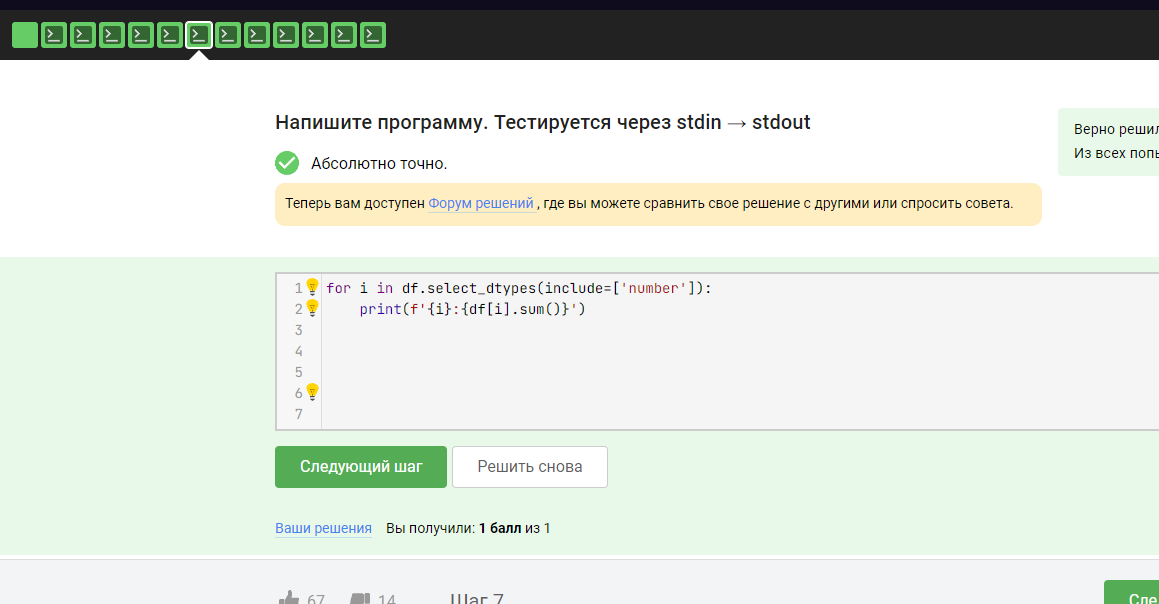 Напишите программу. Тестируется через stdin → stdout
Верно решил
Из всех попы
Абсолютно точно.
Теперь вам доступен Форум решений , где вы можете сравнить свое решение с другими или спросить совета.
1 for i in df.select_dtypes(include=['number']):
2 print(f'{i}:{df[i].sum()}')
3
4
5
6
7
Следующий шаг Решить снова
Ваши решения Вы получили: 1 балл из 1
67 14 Шаг 7
Сле